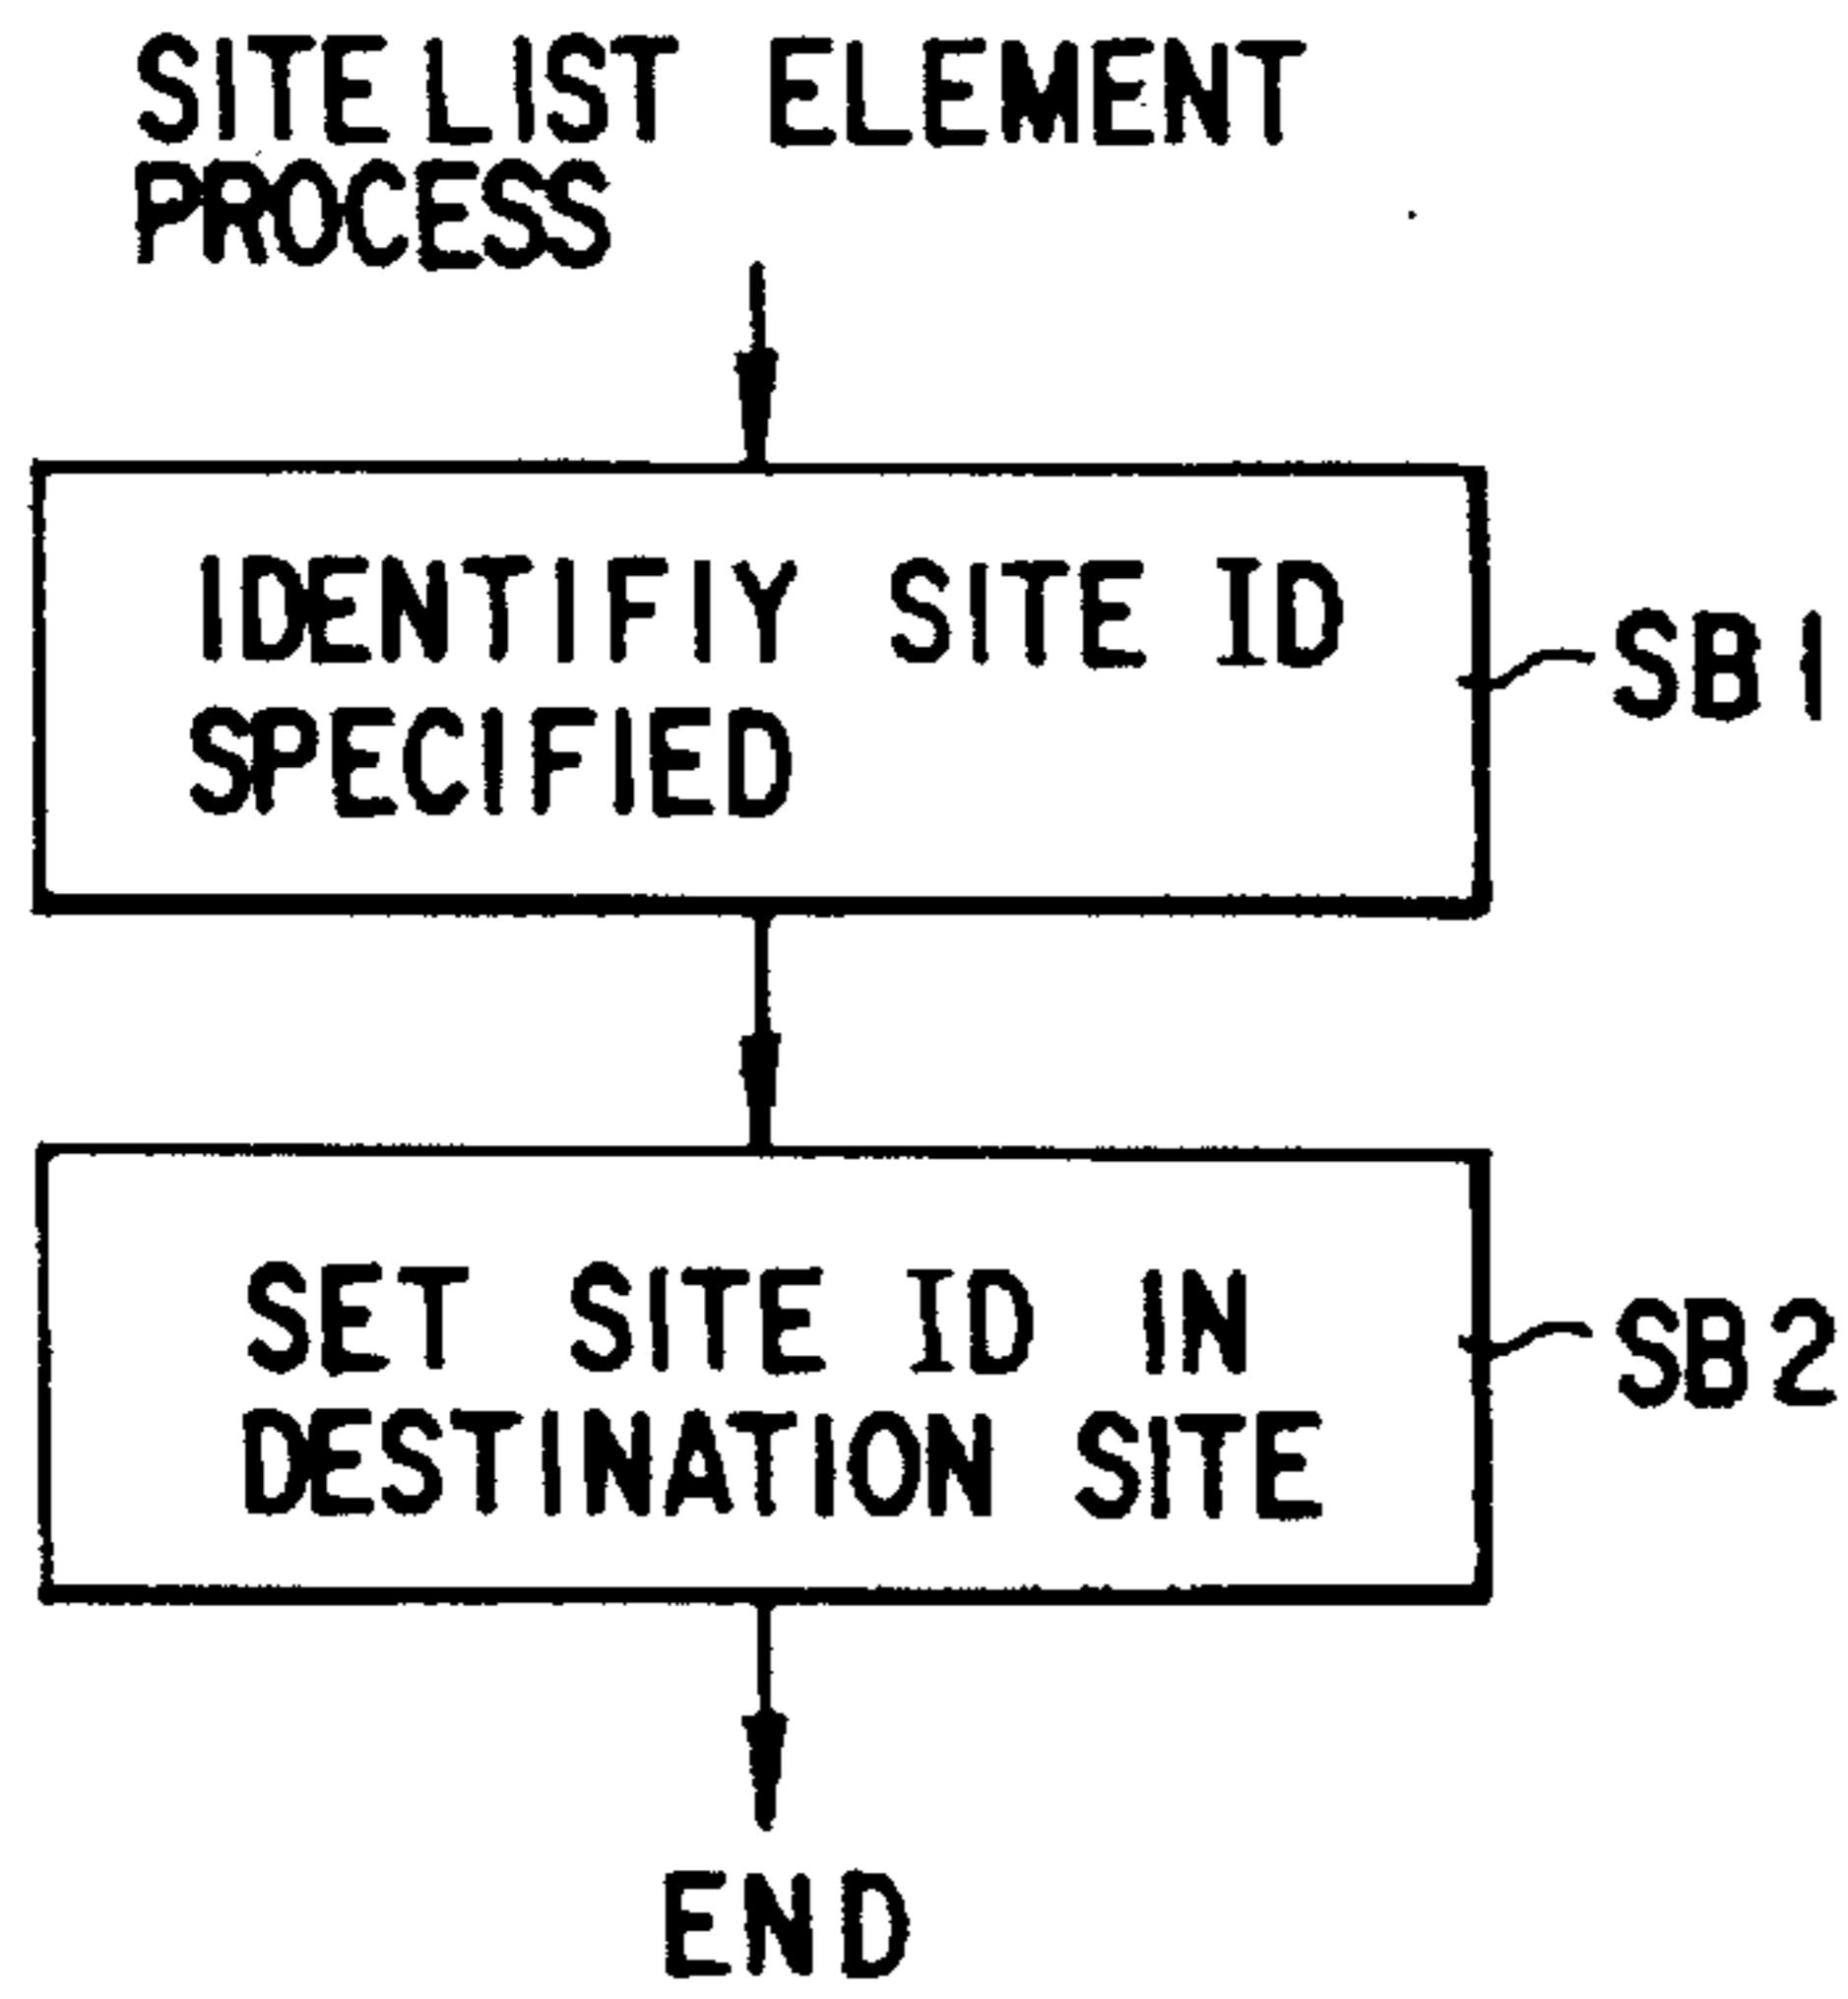 SITE LIST ELEMENT
PROCESS
IDENTIFIY SITE ID
SPECIFIED
SB1
SET SITE ID IN
DESTINATION SITE
SB2
END